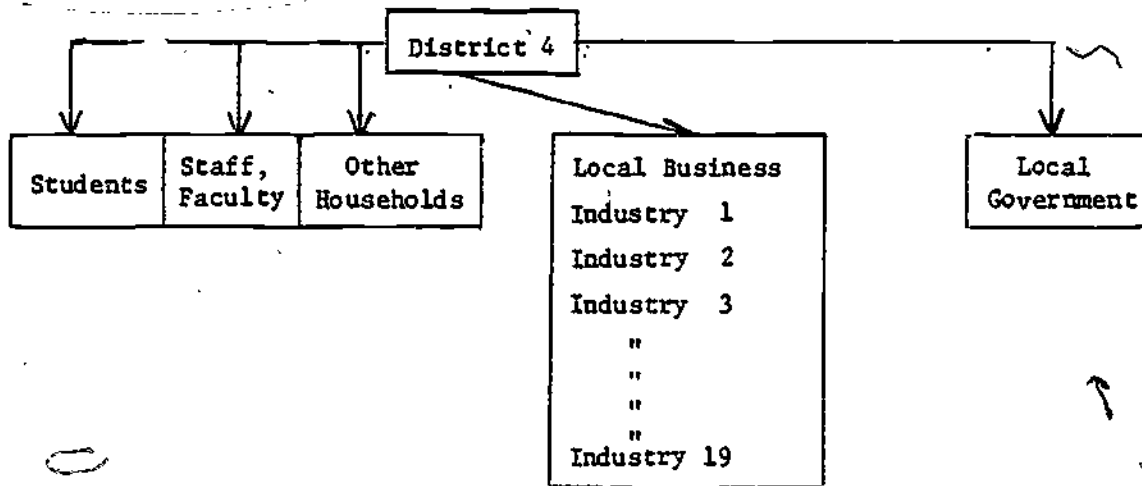 District 4
Students
Staff,
Faculty
Other
Households
Local Business
Industry 1
Industry 2
Industry 3
"
"
"
"
Industry 19
Local
Government